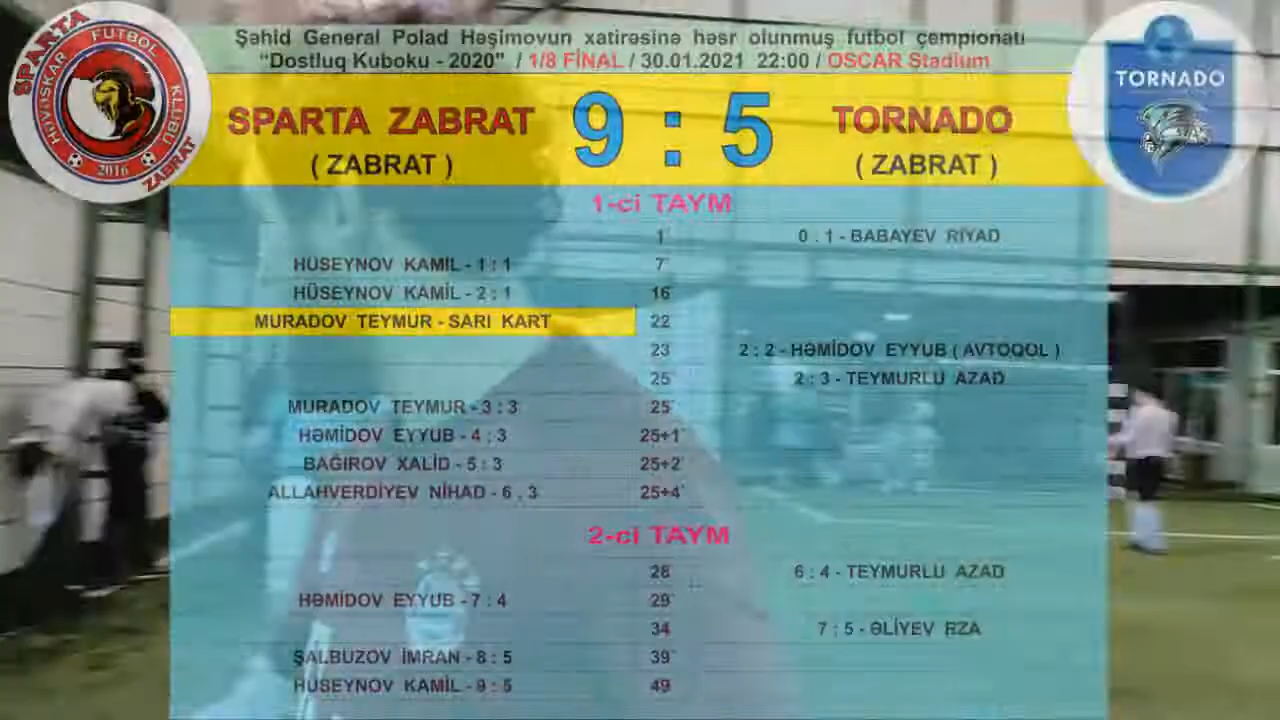 SPARTA
HƏVƏSKAR FUTBOL KLUBU
2016
ZABRAT
TORNADO
Şəhid General Polad Həşimovun xatirəsinə həsr olunmuş futbol çempionatı
"Dostluq Kuboku - 2020" / 1/8 FİNAL / 30.01.2021 22:00 / OSCAR Stadium
SPARTA ZABRAT 9 : 5 TORNADO
( ZABRAT ) ( ZABRAT )
1-ci TAYM
1' 0 : 1 - BABAYEV RİYAD
HÜSEYNOV KAMİL - 1 : 1 7'
HÜSEYNOV KAMİL - 2 : 1 16'
MURADOV TEYMUR - SARI KART 22'
23' 2 : 2 - HƏMİDOV EYYUB ( AVTOQOL )
25' 2 : 3 - TEYMURLU AZAD
MURADOV TEYMUR - 3 : 3 25'
HƏMİDOV EYYUB - 4 : 3 25+1'
BAĞIROV XALİD - 5 : 3 25+2'
ALLAHVERDİYEV NİHAD - 6 : 3 25+4'
2-ci TAYM
28' 6 : 4 - TEYMURLU AZAD
HƏMİDOV EYYUB - 7 : 4 29'
34' 7 : 5 - ƏLİYEV RZA
ŞALBUZOV İMRAN - 8 : 5 39'
HÜSEYNOV KAMİL - 9 : 5 49'